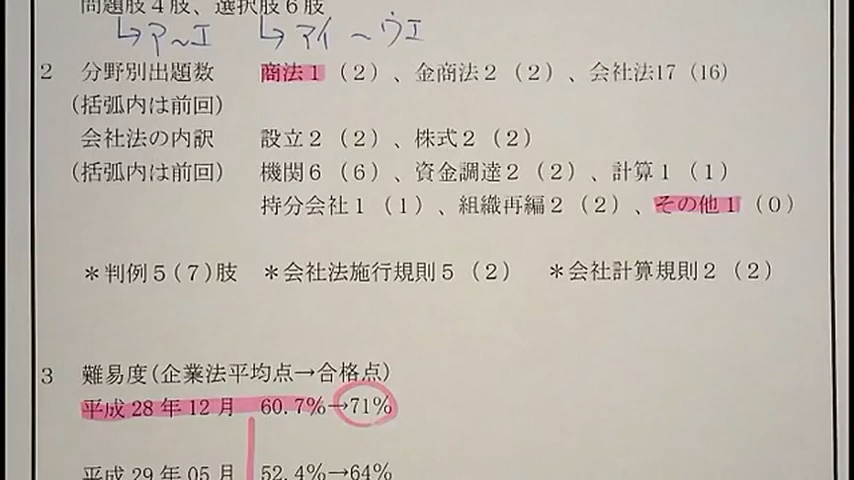 問題肢４肢、選択肢６肢
↳ア～エ ↳アイ～ウエ
２ 分野別出題数 商法１（２）、金商法２（２）、会社法17（16）
（括弧内は前回）
会社法の内訳 設立２（２）、株式２（２）
（括弧内は前回） 機関６（６）、資金調達２（２）、計算１（１）
持分会社１（１）、組織再編２（２）、その他１（０）
＊判例５(７)肢 ＊会社法施行規則５（２） ＊会社計算規則２（２）
３ 難易度(企業法平均点→合格点)
平成28年12月 60.7%→71%
平成29年05月 52.4%→64%